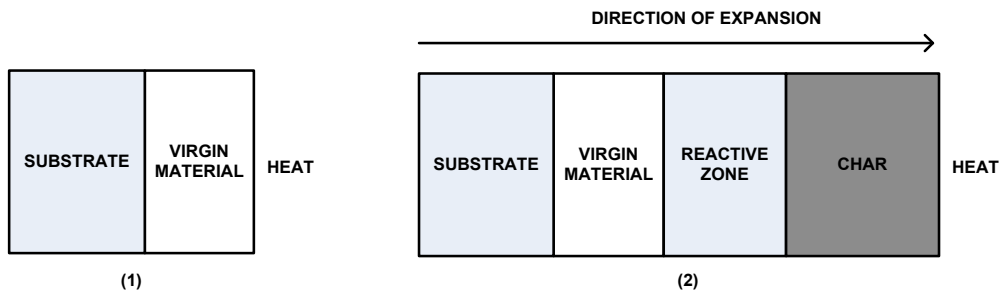 DIRECTION OF EXPANSION
SUBSTRATE
VIRGIN
MATERIAL
HEAT
(1)
SUBSTRATE
VIRGIN
MATERIAL
REACTIVE
ZONE
CHAR
HEAT
(2)